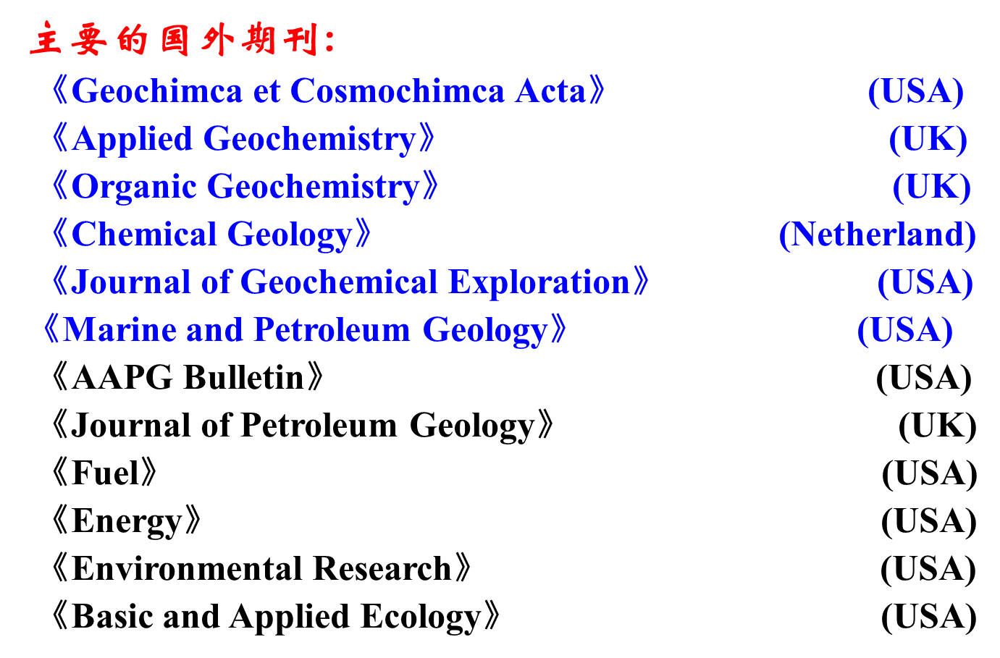 主要的国外期刊：
《Geochimca et Cosmochimca Acta》 (USA)
《Applied Geochemistry》 (UK)
《Organic Geochemistry》 (UK)
《Chemical Geology》 (Netherland)
《Journal of Geochemical Exploration》 (USA)
《Marine and Petroleum Geology》 (USA)
《AAPG Bulletin》 (USA)
《Journal of Petroleum Geology》 (UK)
《Fuel》 (USA)
《Energy》 (USA)
《Environmental Research》 (USA)
《Basic and Applied Ecology》 (USA)